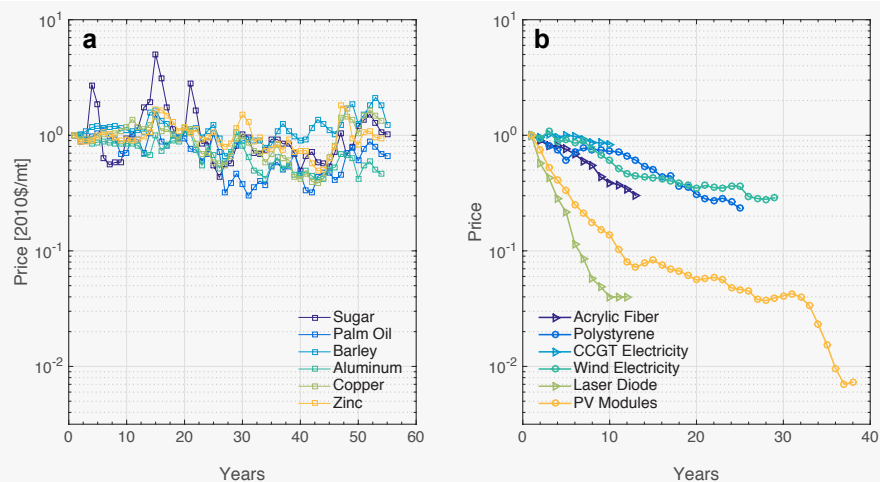 a
Price [2010$/mt]
10^1
10^0
10^-1
10^-2
Sugar
Palm Oil
Barley
Aluminum
Copper
Zinc
0 10 20 30 40 50 60
Years
b
Price
10^1
10^0
10^-1
10^-2
Acrylic Fiber
Polystyrene
CCGT Electricity
Wind Electricity
Laser Diode
PV Modules
0 10 20 30 40
Years